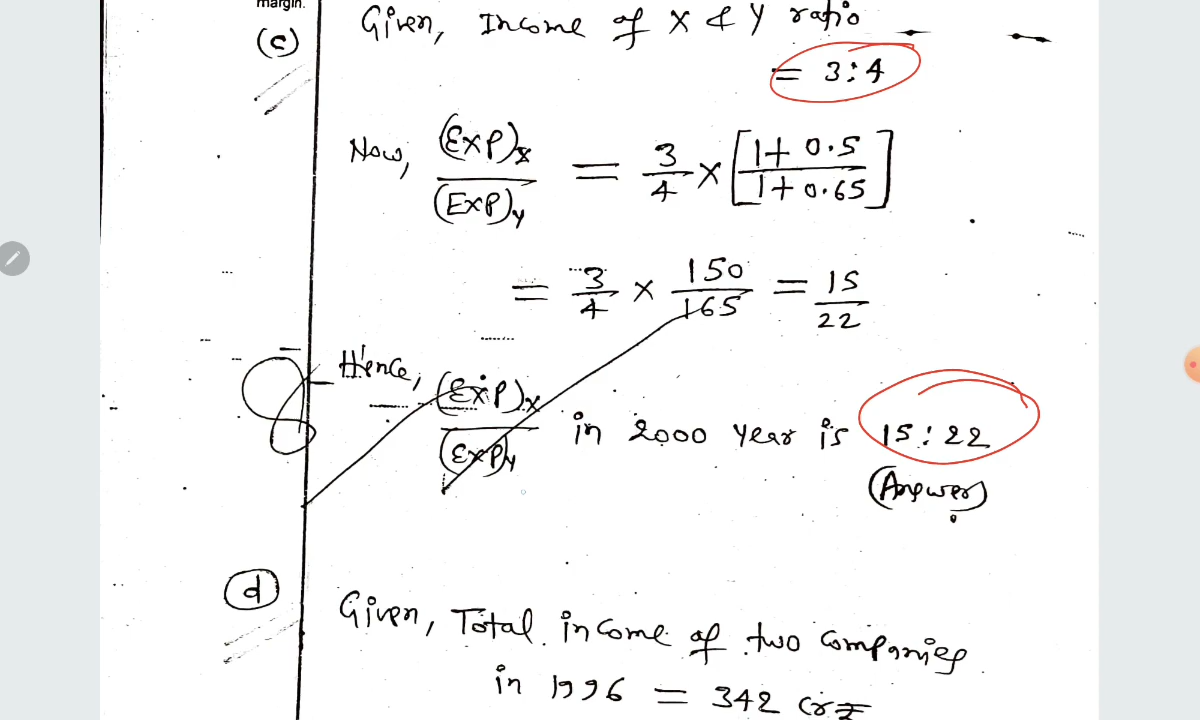 margin.
(c) Given, Income of X & Y ratio
= 3:4
Now, (Exp)x / (Exp)y = 3/4 × [1+0.5 / 1+0.65]
= 3/4 × 150/165 = 15/22
8
Hence, (Exp)x / (Exp)y in 2000 year is 15:22
(Answer)
(d) Given, Total income of two companies
in 1996 = 342 cr ₹